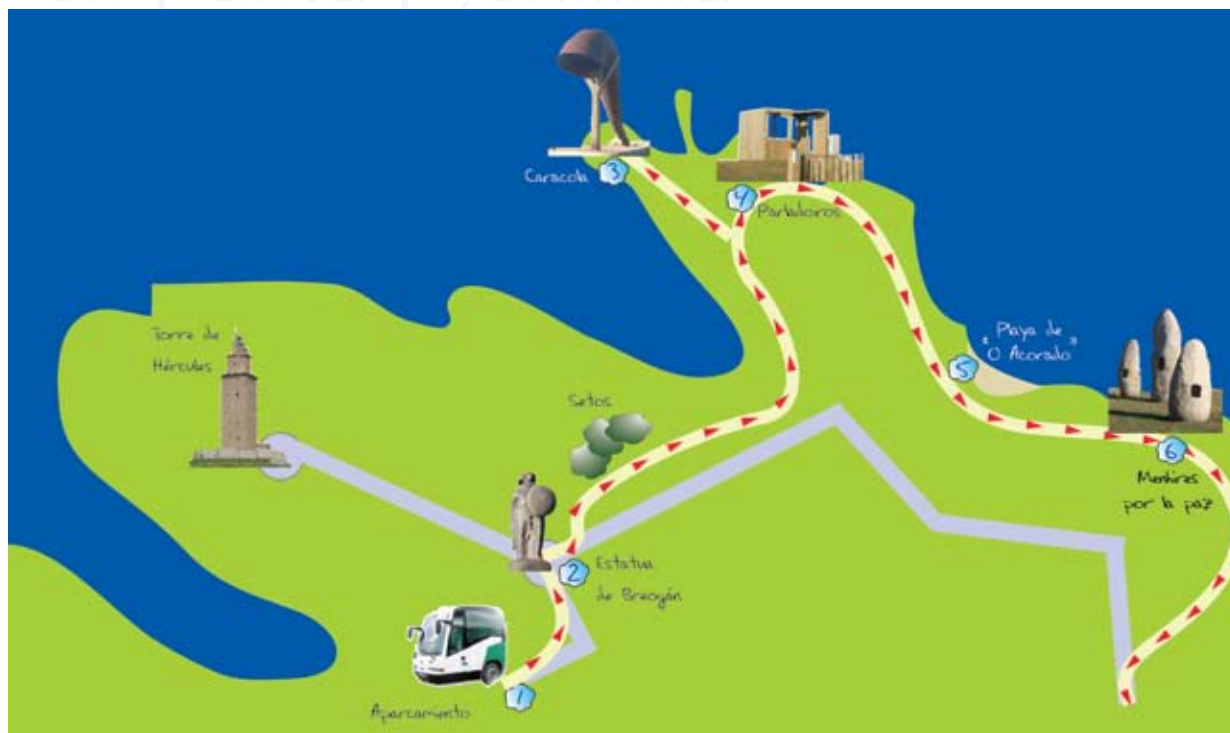 Caracola
3
4
Parladoiros
Torre de
Hércules
" Playa de "
O Acorado
5
Setos
6
Menhires
por la paz
2
Estatua
de Breogán
1
Aparcamiento